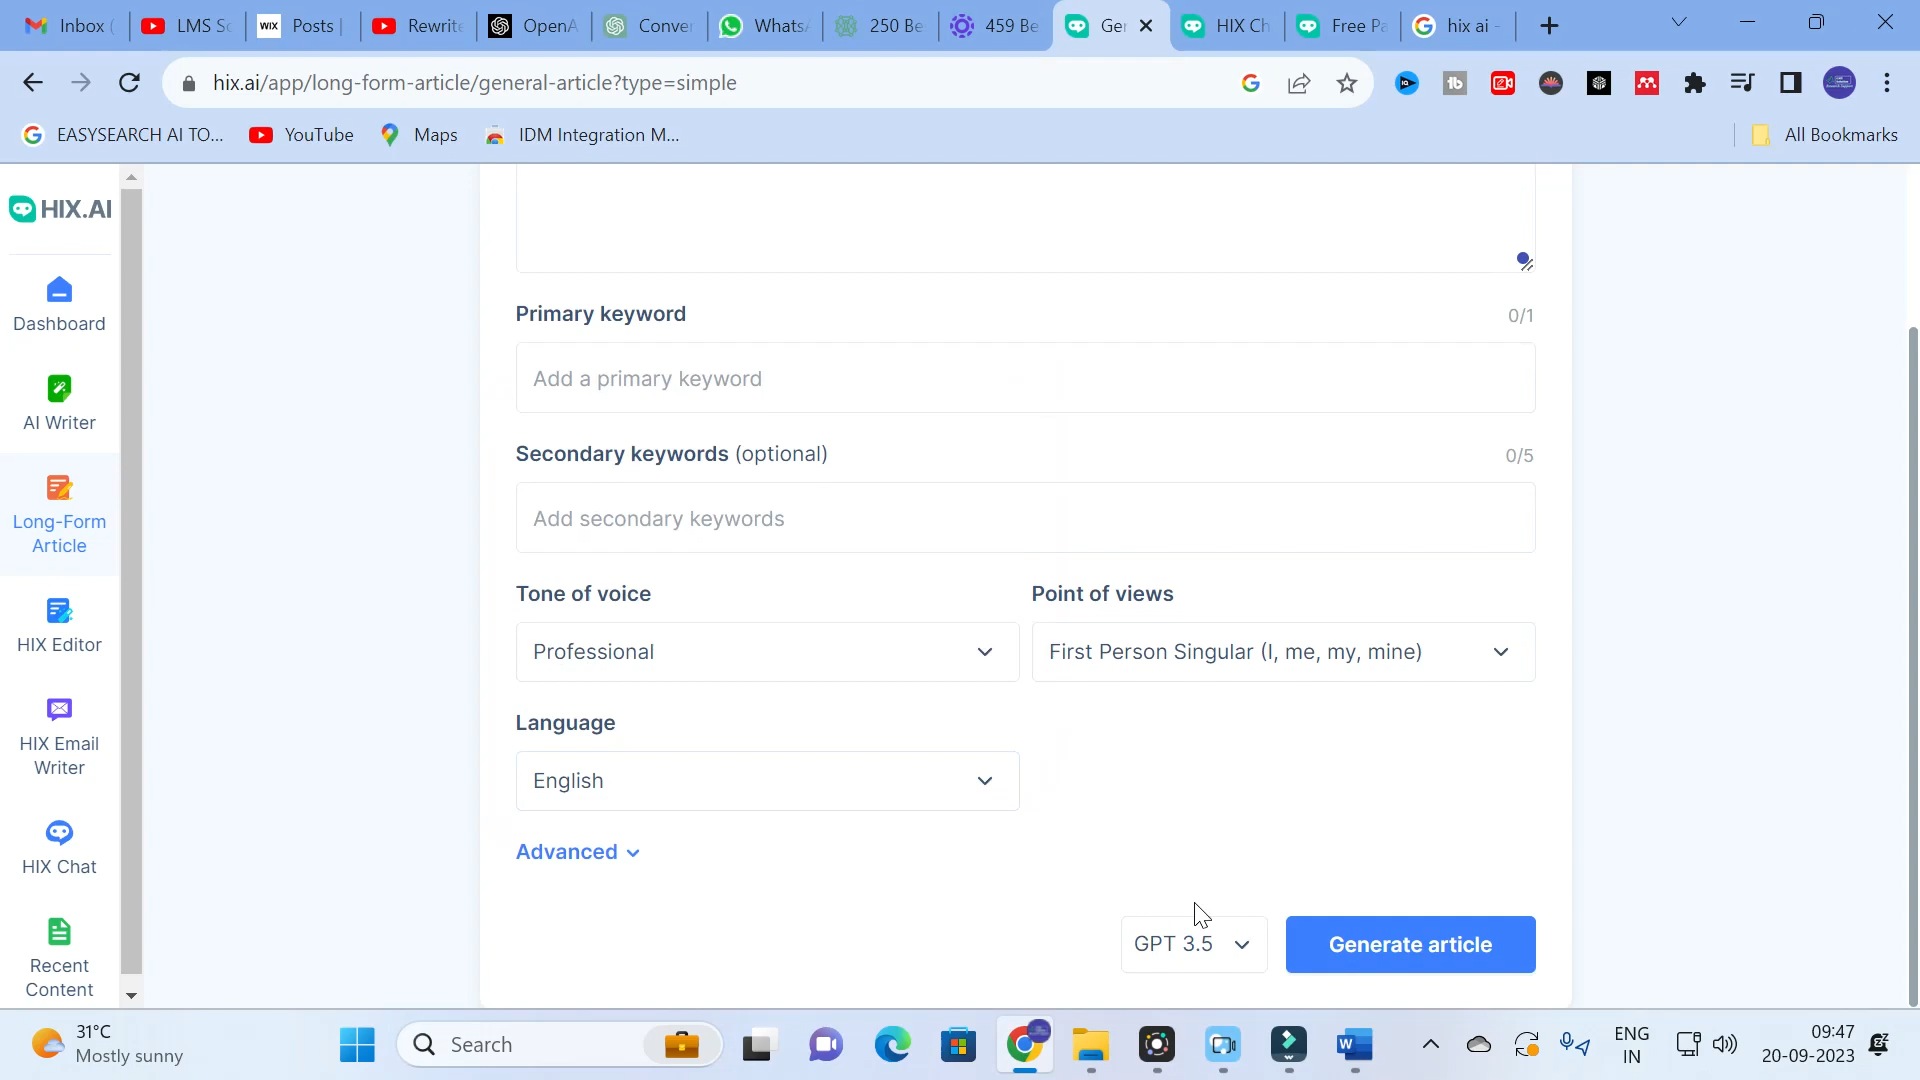 Inbox
LMS
WIX Posts
Rewrite
OpenA
Conver
Whats
250 Be
459 Be
Ge
HIX Ch
Free Pa
hix ai -
hix.ai/app/long-form-article/general-article?type=simple
EASYSEARCH AI TO...
YouTube
Maps
IDM Integration M...
All Bookmarks
HIX.AI
Dashboard
AI Writer
Long-Form
Article
HIX Editor
HIX Email
Writer
HIX Chat
Recent
Content
Primary keyword
0/1
Add a primary keyword
Secondary keywords (optional)
0/5
Add secondary keywords
Tone of voice
Point of views
Professional
First Person Singular (I, me, my, mine)
Language
English
Advanced
GPT 3.5
Generate article
31°C
Mostly sunny
Search
ENG
IN
09:47
20-09-2023